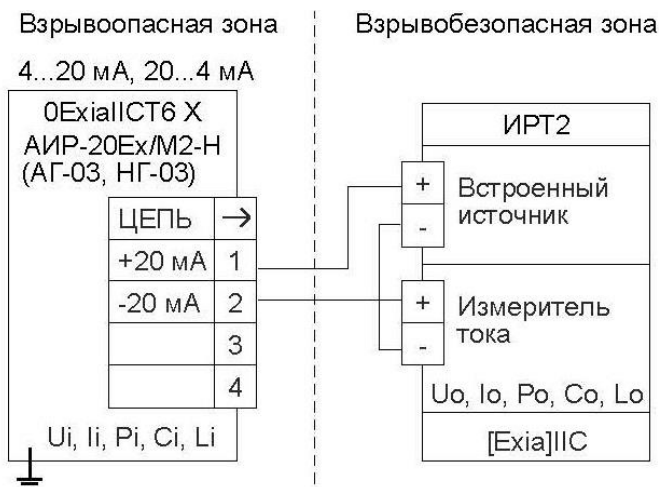 Взрывоопасная зона
Взрывобезопасная зона
4...20 мА, 20...4 мА
0ExiaIICT6 X
АИР-20Ex/М2-Н
(АГ-03, НГ-03)
ЦЕПЬ →
+20 мА 1
-20 мА 2
3
4
Ui, Ii, Pi, Ci, Li
ИРТ2
+ Встроенный
- источник
+ Измеритель
- тока
Uo, Io, Po, Co, Lo
[Exia]IIC